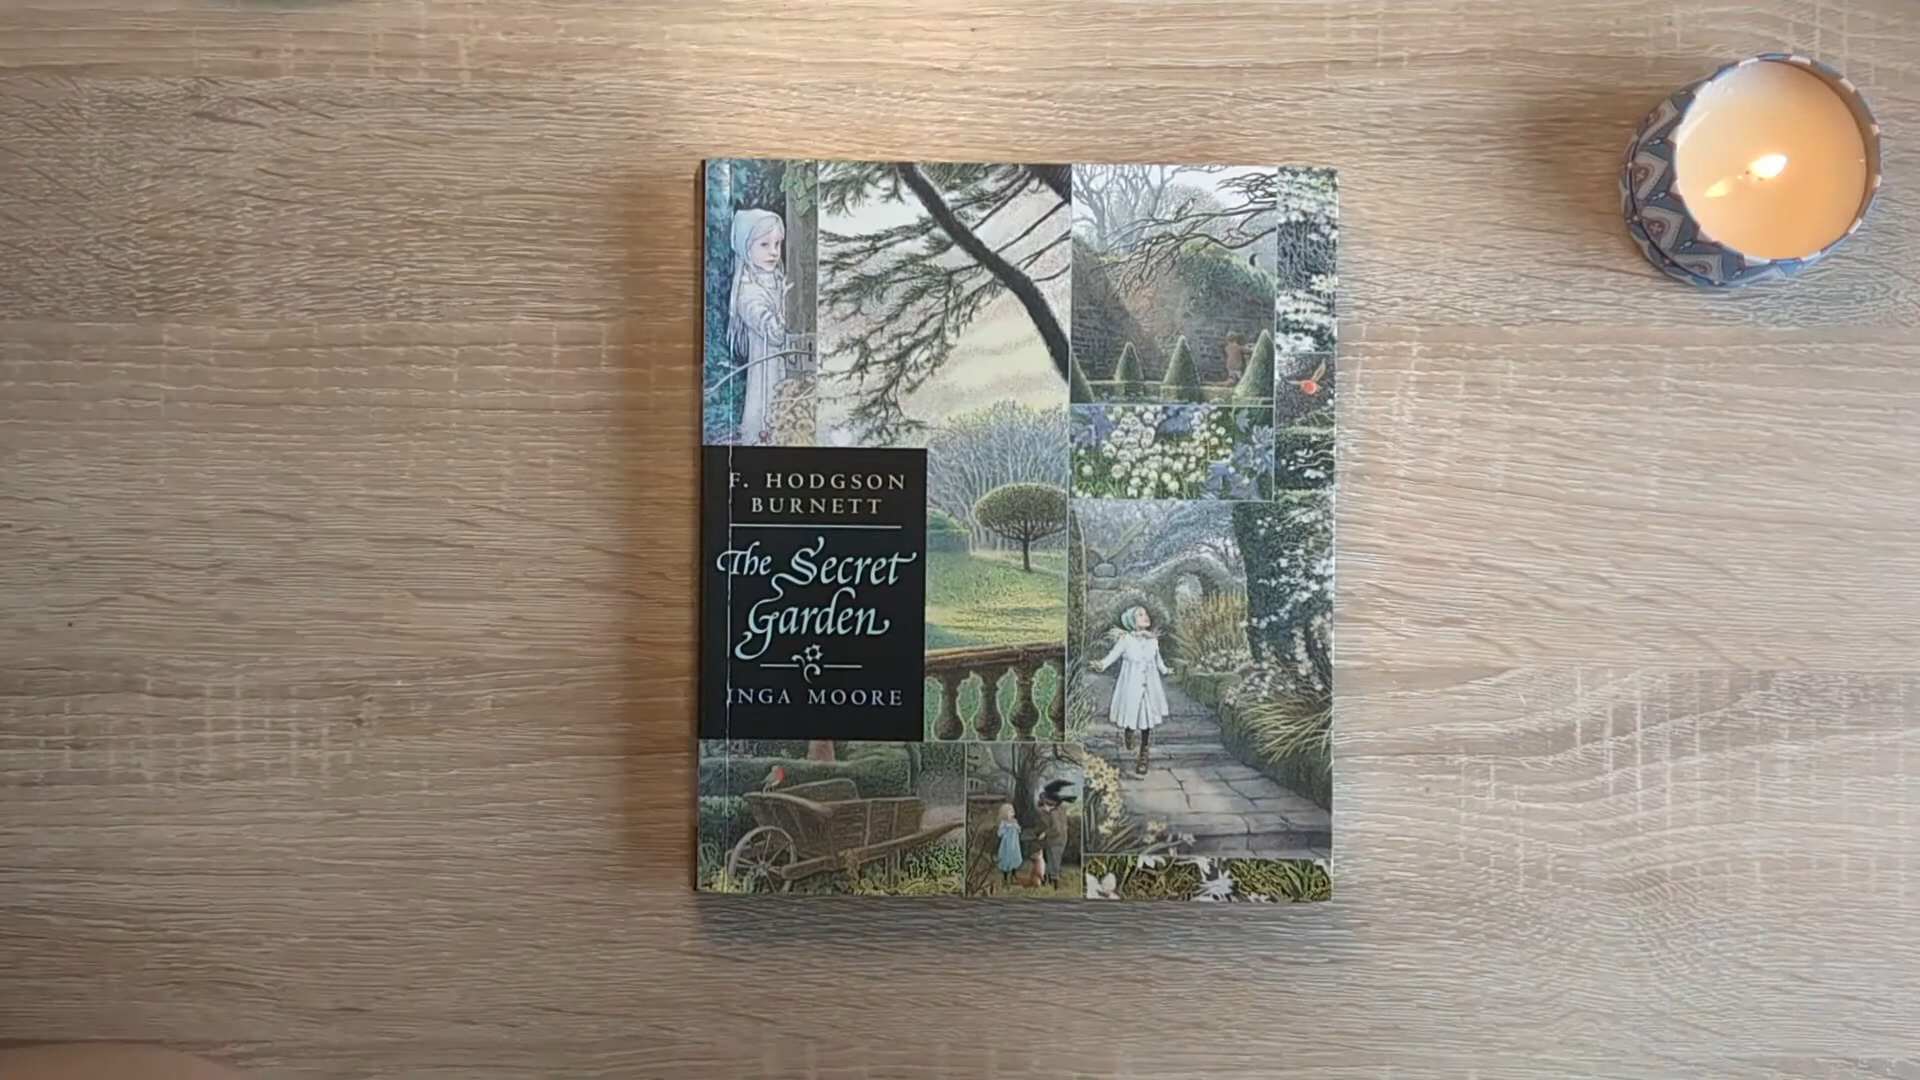 F. HODGSON
BURNETT
The Secret
Garden
INGA MOORE